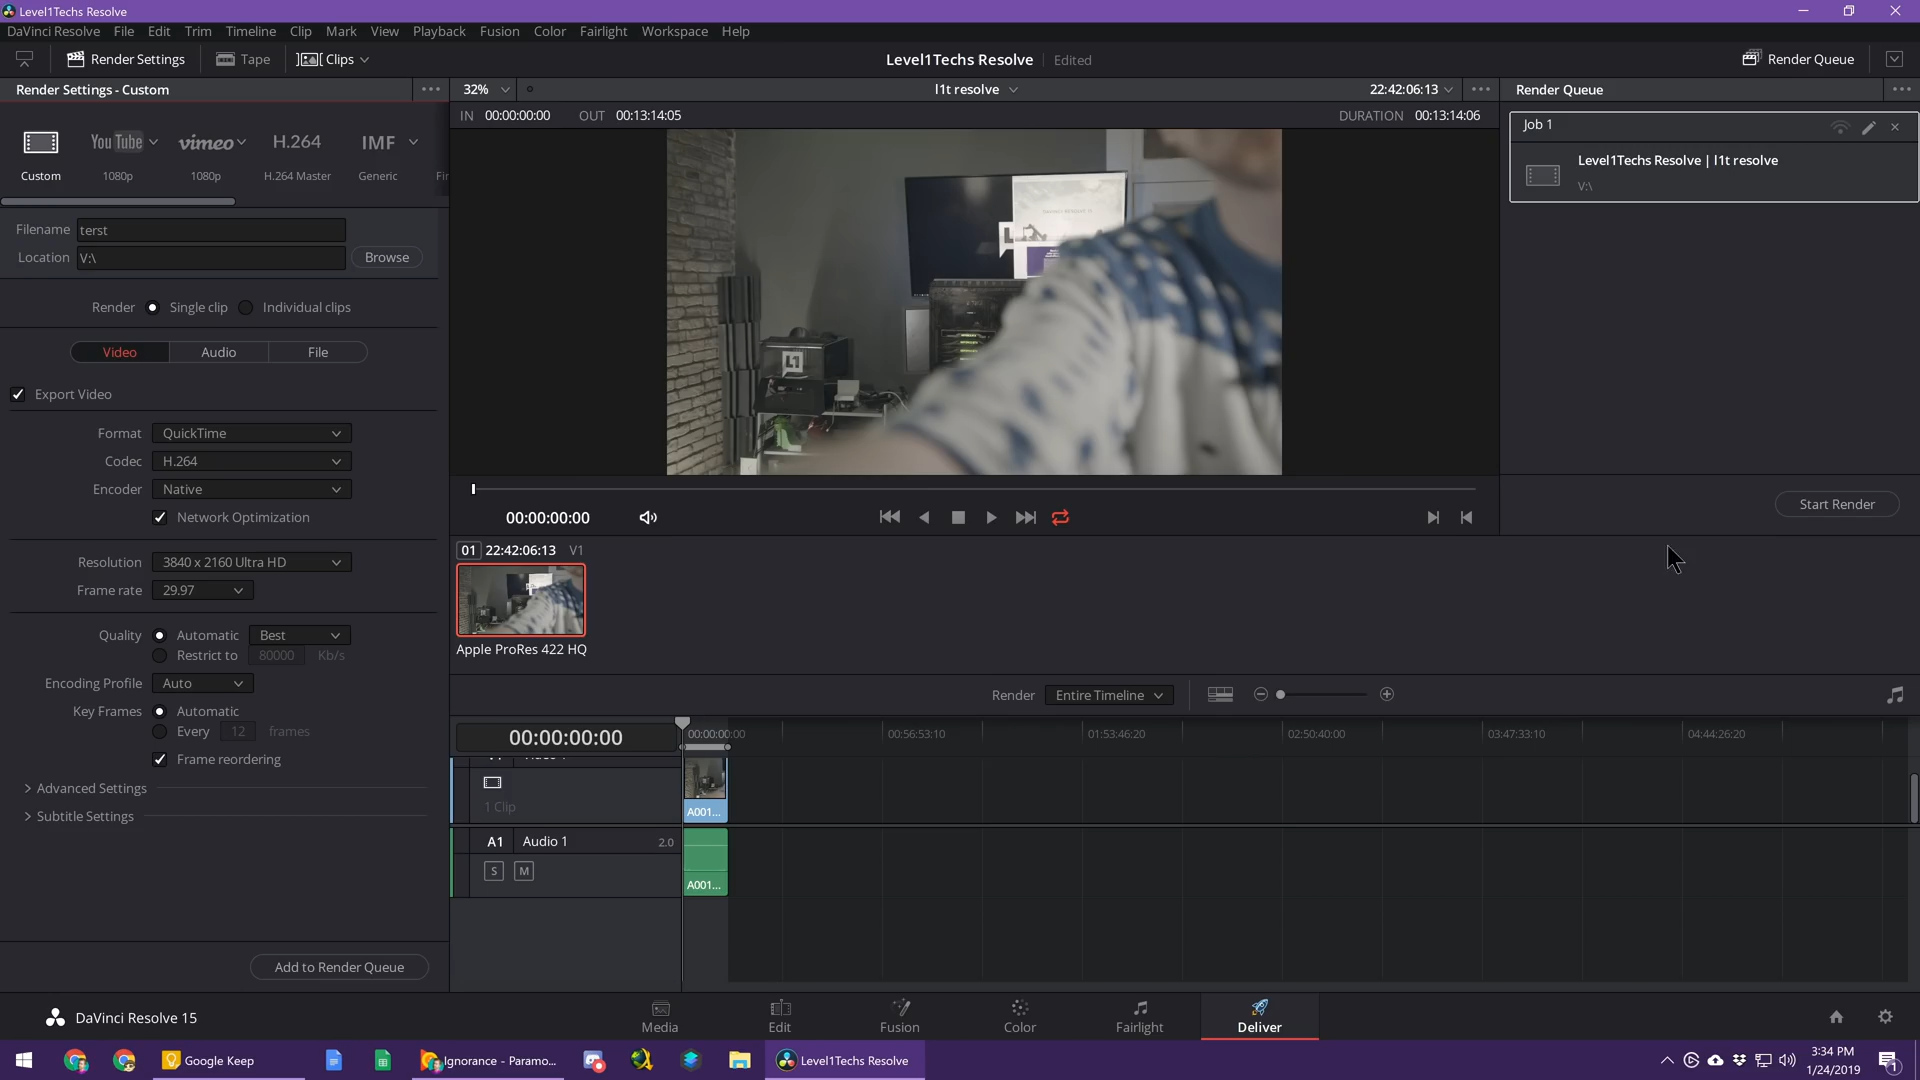 Level1Techs Resolve
DaVinci Resolve File Edit Trim Timeline Clip Mark View Playback Fusion Color Fairlight Workspace Help
Render Settings Tape Clips
Level1Techs Resolve Edited
Render Queue
Render Settings - Custom
32% l1t resolve 22:42:06:13
Render Queue
IN 00:00:00:00 OUT 00:13:14:05 DURATION 00:13:14:06
Job 1
Level1Techs Resolve | l1t resolve
V:\
YouTube vimeo H.264 IMF
Custom 1080p 1080p H.264 Master Generic Fir
Filename terst
Location V:\ Browse
Render Single clip Individual clips
Video Audio File
Export Video
Format QuickTime
Codec H.264
Encoder Native
Network Optimization
Resolution 3840 x 2160 Ultra HD
Frame rate 29.97
Quality Automatic Best
Restrict to 80000 Kb/s
Encoding Profile Auto
Key Frames Automatic
Every 12 frames
Frame reordering
Advanced Settings
Subtitle Settings
Add to Render Queue
L1
00:00:00:00
Start Render
01 22:42:06:13 V1
Apple ProRes 422 HQ
Render Entire Timeline
00:00:00:00 00:00:00:00 00:56:53:10 01:53:46:20 02:50:40:00 03:47:33:10 04:44:26:20
1 Clip
A001...
A1 Audio 1 2.0
S M
A001...
DaVinci Resolve 15
Media Edit Fusion Color Fairlight Deliver
Google Keep
Ignorance - Paramo...
Level1Techs Resolve
3:34 PM
1/24/2019
1